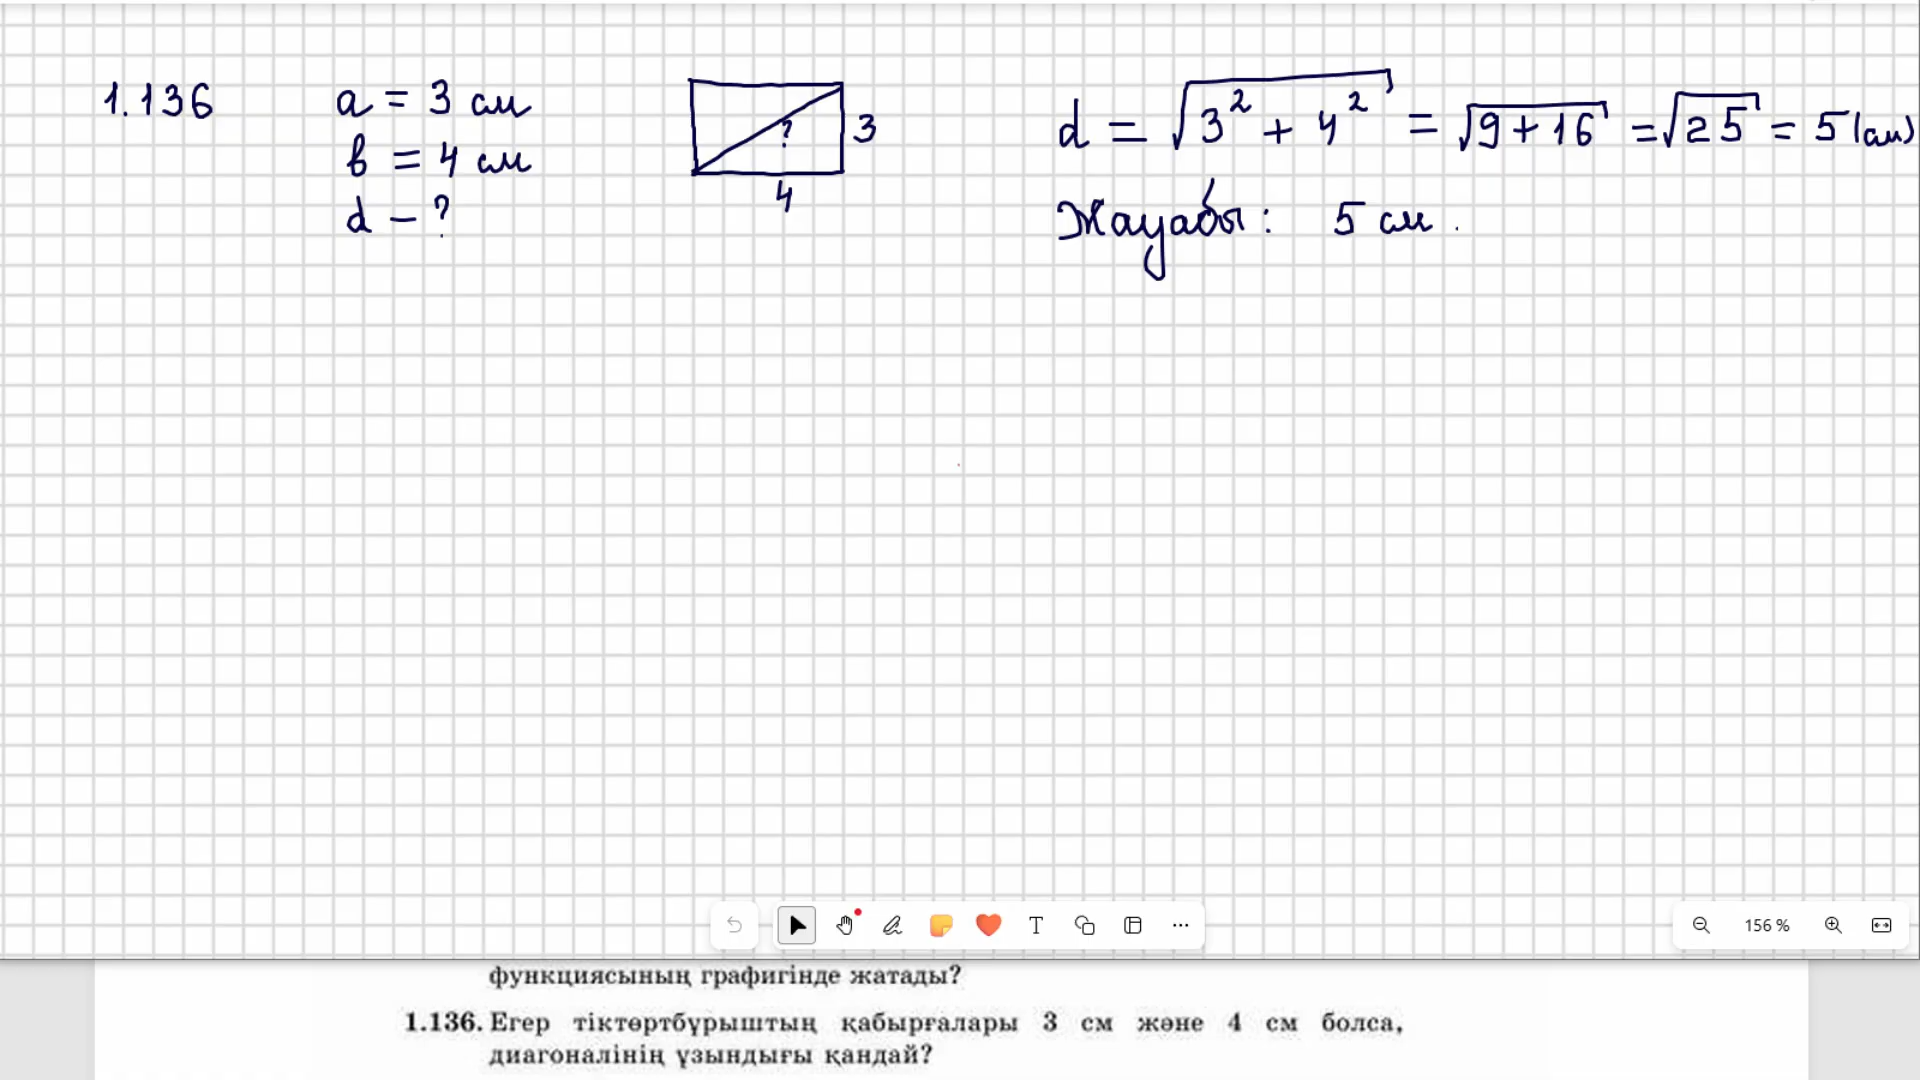 1.136
a = 3 см
в = 4 см
d – ?
?
3
4
d = √3² + 4² = √9 + 16 = √25 = 5 (см)
Жауабы: 5 см.
T
156 %
функциясының графигінде жатады?
1.136. Егер тіктөртбұрыштың қабырғалары 3 см және 4 см болса,
диагоналінің ұзындығы қандай?